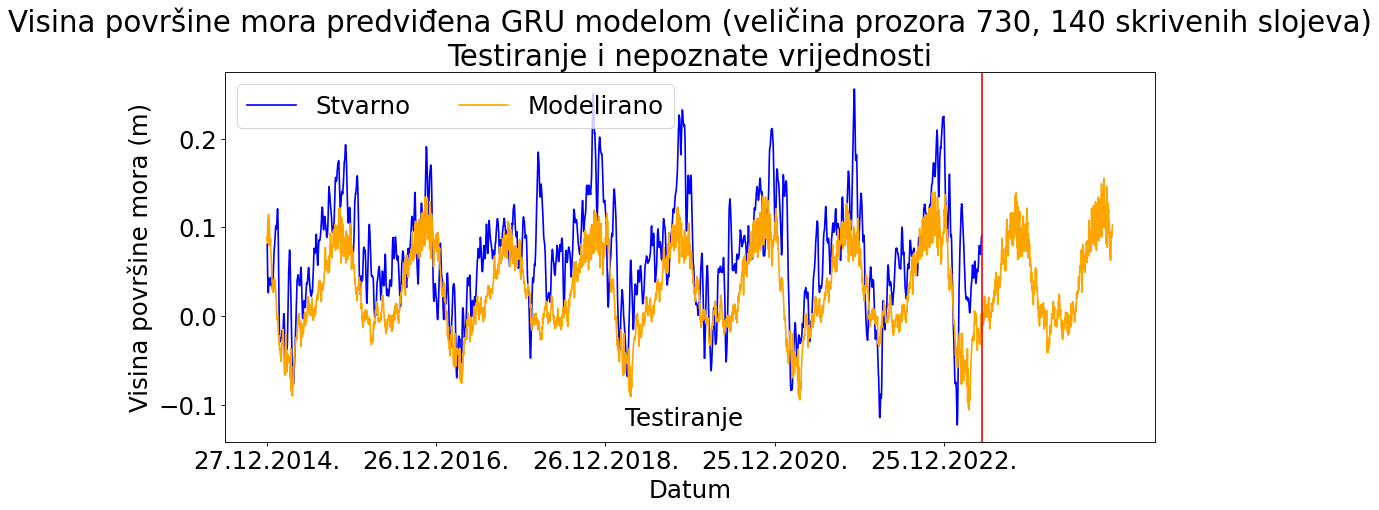 Visina površine mora predviđena GRU modelom (veličina prozora 730, 140 skrivenih slojeva)
Testiranje i nepoznate vrijednosti
Stvarno Modelirano
Visina površine mora (m)
0.2
0.1
0.0
−0.1
Testiranje
27.12.2014. 26.12.2016. 26.12.2018. 25.12.2020. 25.12.2022.
Datum